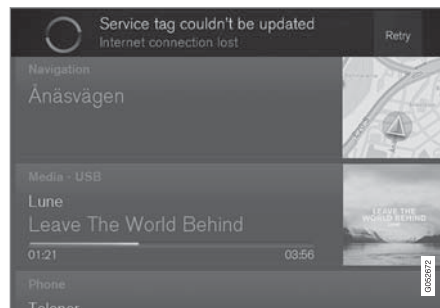 Service tag couldn't be updated
Internet connection lost
Retry
Navigation
Ånäsvägen
Media - USB
Lune
Leave The World Behind
01:21
03:56
LEAVE THE
WORLD BEHIND
Phone
Telenor
G052672